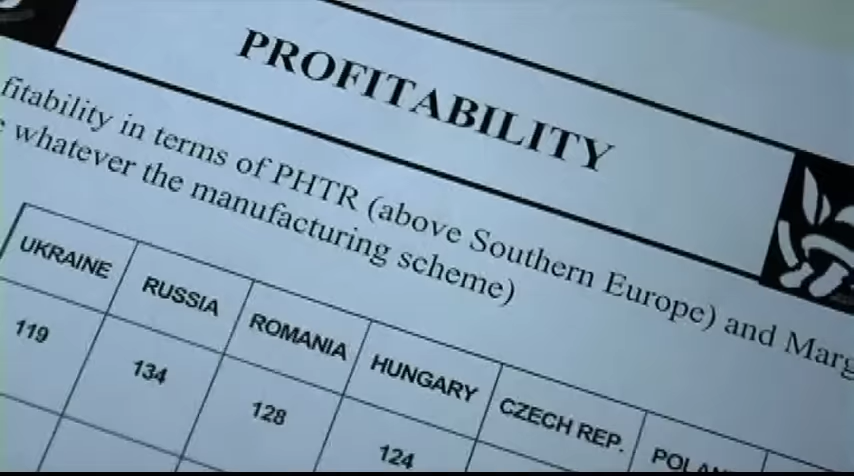 PROFITABILITY
fitability in terms of PHTR (above Southern Europe) and Marg
whatever the manufacturing scheme)
UKRAINE RUSSIA ROMANIA HUNGARY CZECH REP.
119 134 128 124